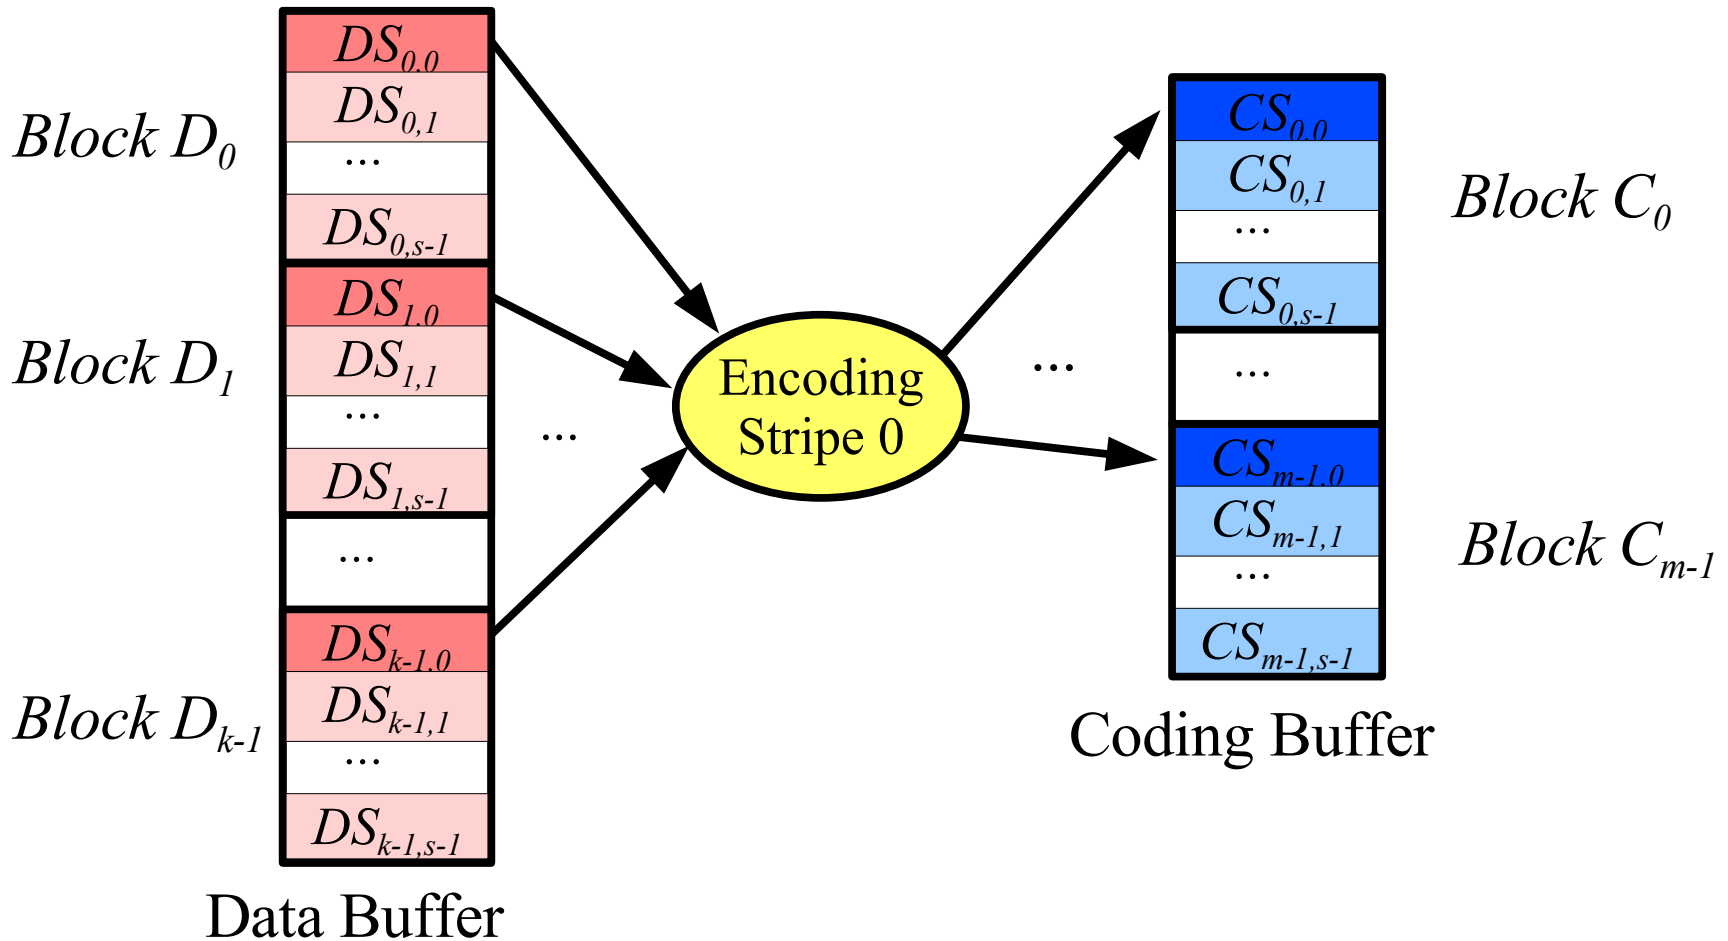 Block D0
DS0,0
DS0,1
...
DS0,s-1
Block D1
DS1,0
DS1,1
...
DS1,s-1
...
Block Dk-1
DSk-1,0
DSk-1,1
...
DSk-1,s-1
Data Buffer
...
Encoding
Stripe 0
...
CS0,0
CS0,1
...
CS0,s-1
Block C0
...
CSm-1,0
CSm-1,1
...
CSm-1,s-1
Block Cm-1
Coding Buffer